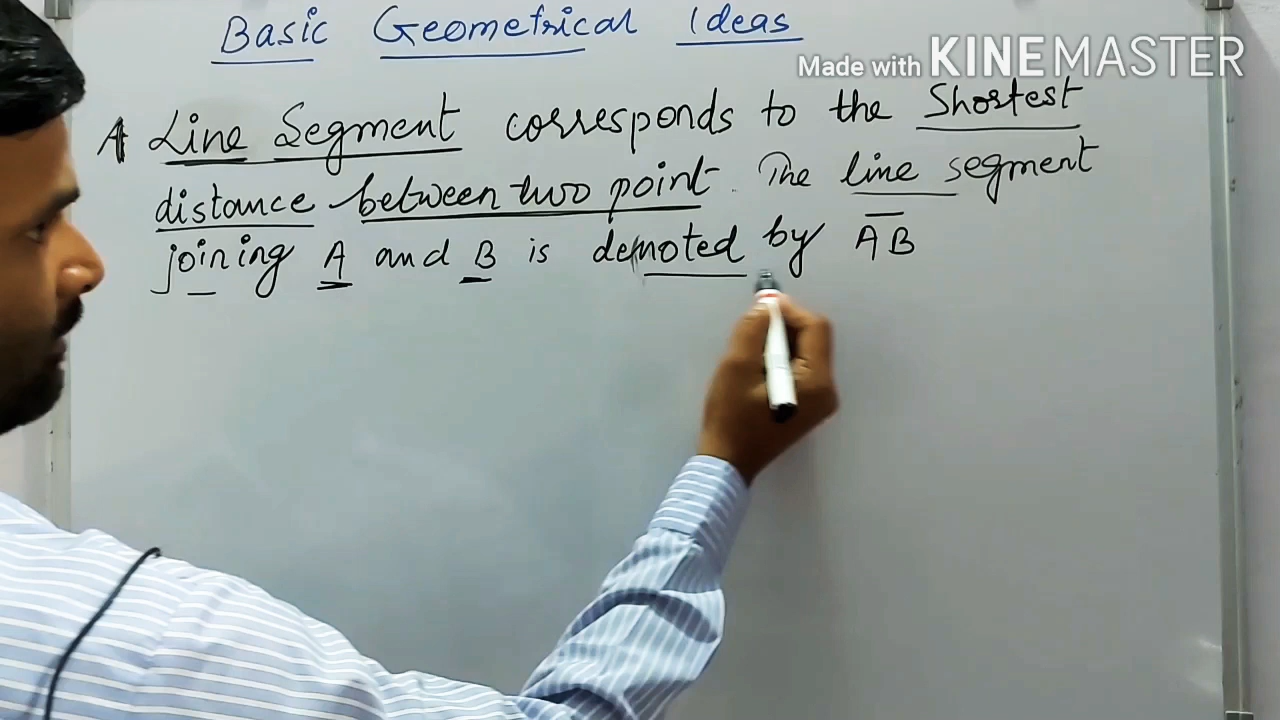 Basic Geometrical Ideas
Made with KINEMASTER
A Line Segment corresponds to the Shortest
distance between two point. The line segment
joining A and B is denoted by A̅B̅